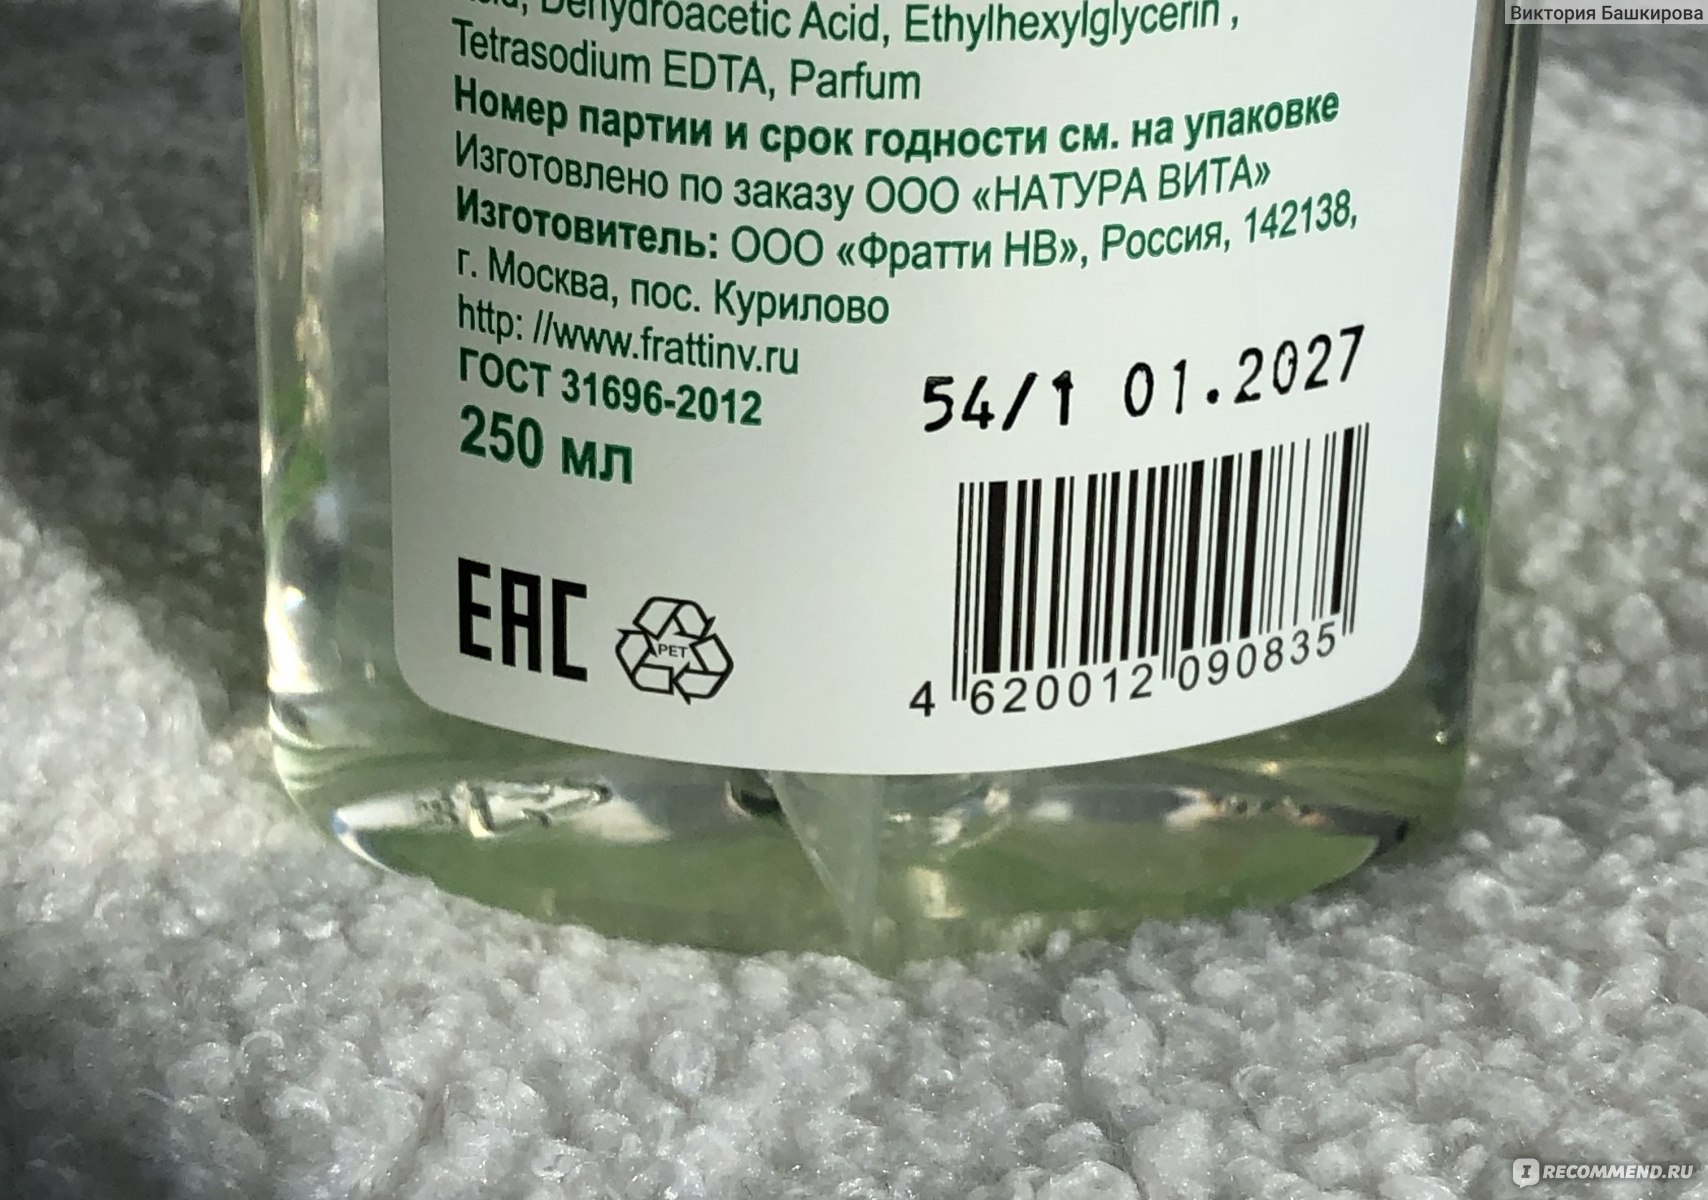 Виктория Башкирова
Dehydroacetic Acid, Ethylhexylglycerin ,
Tetrasodium EDTA, Parfum
Номер партии и срок годности см. на упаковке
Изготовлено по заказу ООО «НАТУРА ВИТА»
Изготовитель: ООО «Фратти НВ», Россия, 142138,
г. Москва, пос. Курилово
http: //www.frattinv.ru
ГОСТ 31696-2012
250 мл
54/1 01.2027
EAC
PET
4 620012 090835
IRECOMMEND.RU